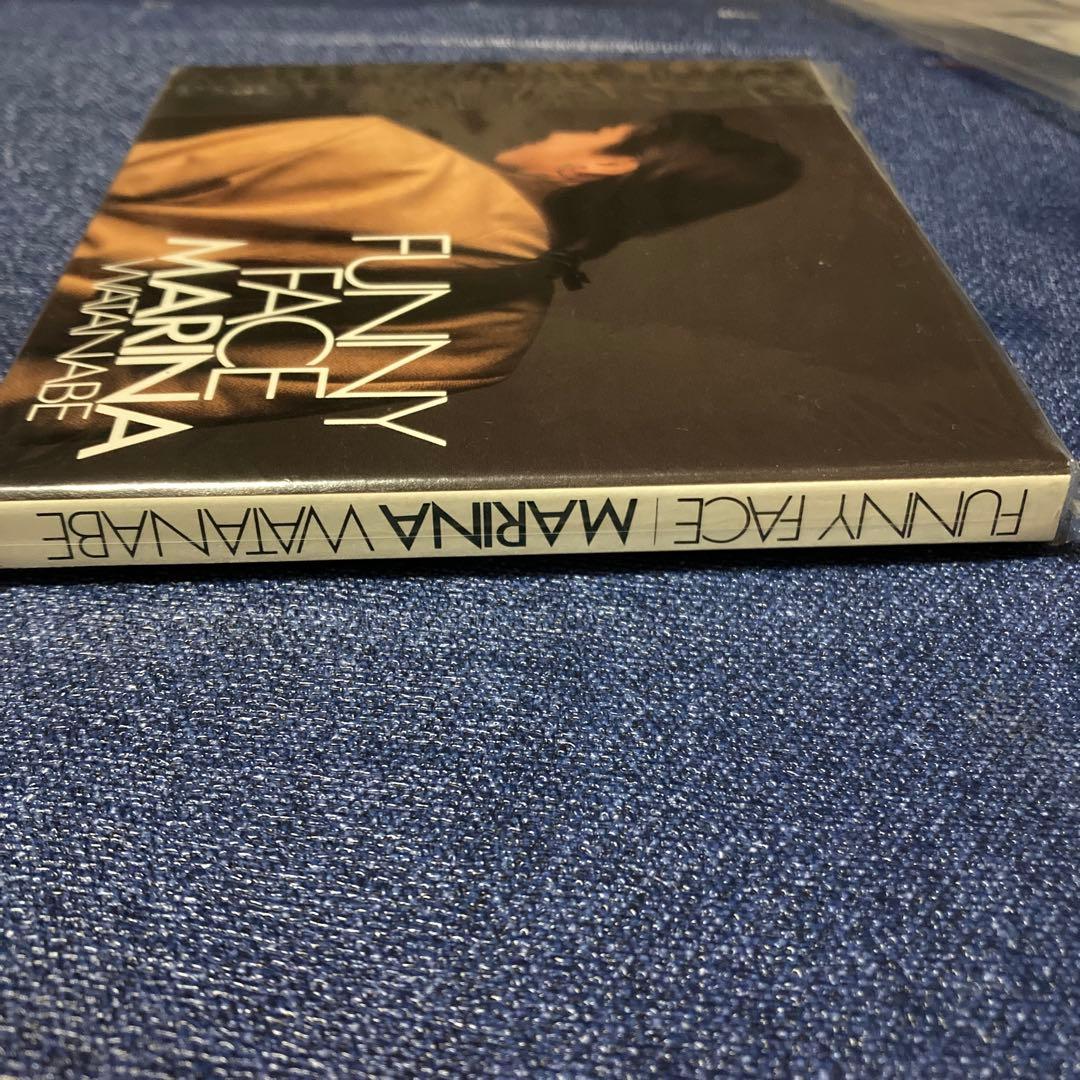 FUNNY
FACE
MARINA
WATANABE
FUNNY FACE | MARINA WATANABE